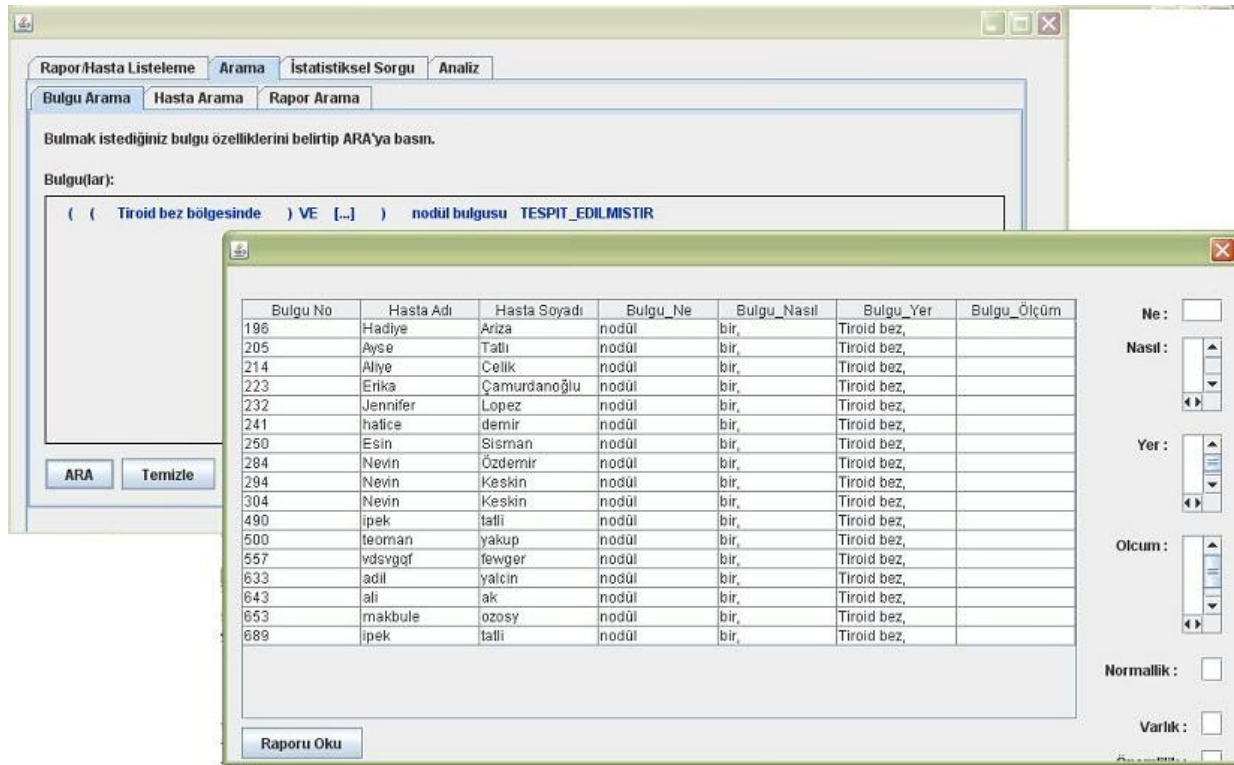 Rapor/Hasta Listeleme Arama İstatistiksel Sorgu Analiz
Bulgu Arama Hasta Arama Rapor Arama
Bulmak istediğiniz bulgu özelliklerini belirtip ARA'ya basın.
Bulgu(lar):
( ( Tiroid bez bölgesinde ) VE [...] ) nodül bulgusu TESPIT_EDILMISTIR
ARA Temizle
Bulgu No Hasta Adı Hasta Soyadı Bulgu_Ne Bulgu_Nasıl Bulgu_Yer Bulgu_Ölçüm
196 Hadiye Ariza nodül bir, Tiroid bez,
205 Ayse Tatlı nodül bir, Tiroid bez,
214 Aliye Celik nodül bir, Tiroid bez,
223 Erika Çamurdanoğlu nodül bir, Tiroid bez,
232 Jennifer Lopez nodül bir, Tiroid bez,
241 hatice demir nodül bir, Tiroid bez,
250 Esin Sisman nodül bir, Tiroid bez,
284 Nevin Özdemir nodül bir, Tiroid bez,
294 Nevin Keskin nodül bir, Tiroid bez,
304 Nevin Keskin nodül bir, Tiroid bez,
490 ipek tatli nodül bir, Tiroid bez,
500 teoman yakup nodül bir, Tiroid bez,
557 vdsvgqf fewger nodül bir, Tiroid bez,
633 adil yalcin nodül bir, Tiroid bez,
643 ali ak nodül bir, Tiroid bez,
653 makbule ozosy nodül bir, Tiroid bez,
689 ipek tatli nodül bir, Tiroid bez,
Raporu Oku
Ne :
Nasıl :
Yer :
Olcum :
Normallik :
Varlık :